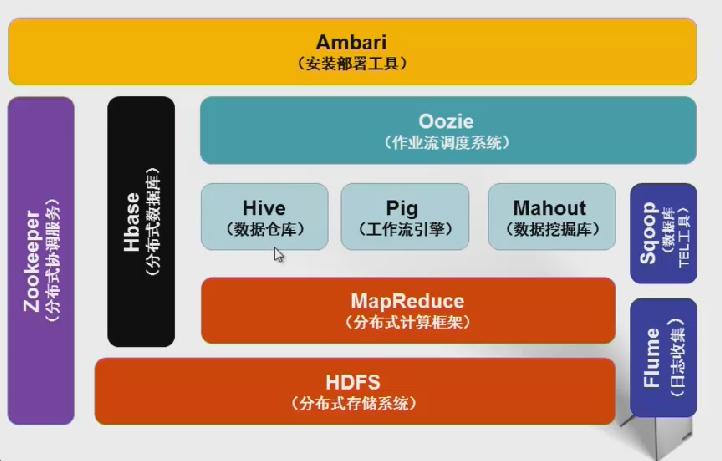 Ambari
（安装部署工具）
Zookeeper
（分布式协调服务）
Hbase
（分布式数据库）
Oozie
（作业流调度系统）
Hive
（数据仓库）
Pig
（工作流引擎）
Mahout
（数据挖掘库）
Sqoop
（数据库
TEL工具）
MapReduce
（分布式计算框架）
Flume
（日志收集）
HDFS
（分布式存储系统）